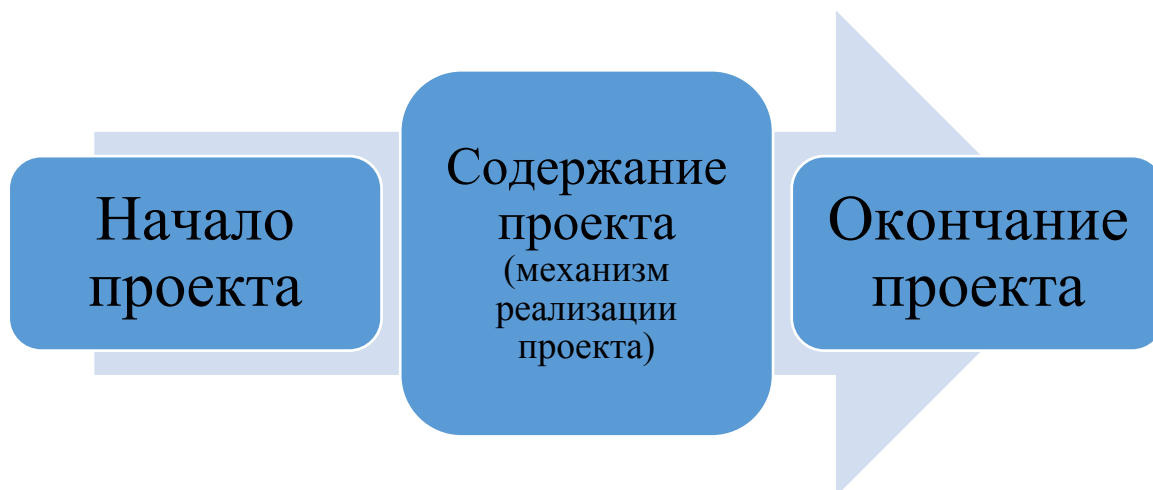 Начало
проекта
Содержание
проекта
(механизм
реализации
проекта)
Окончание
проекта